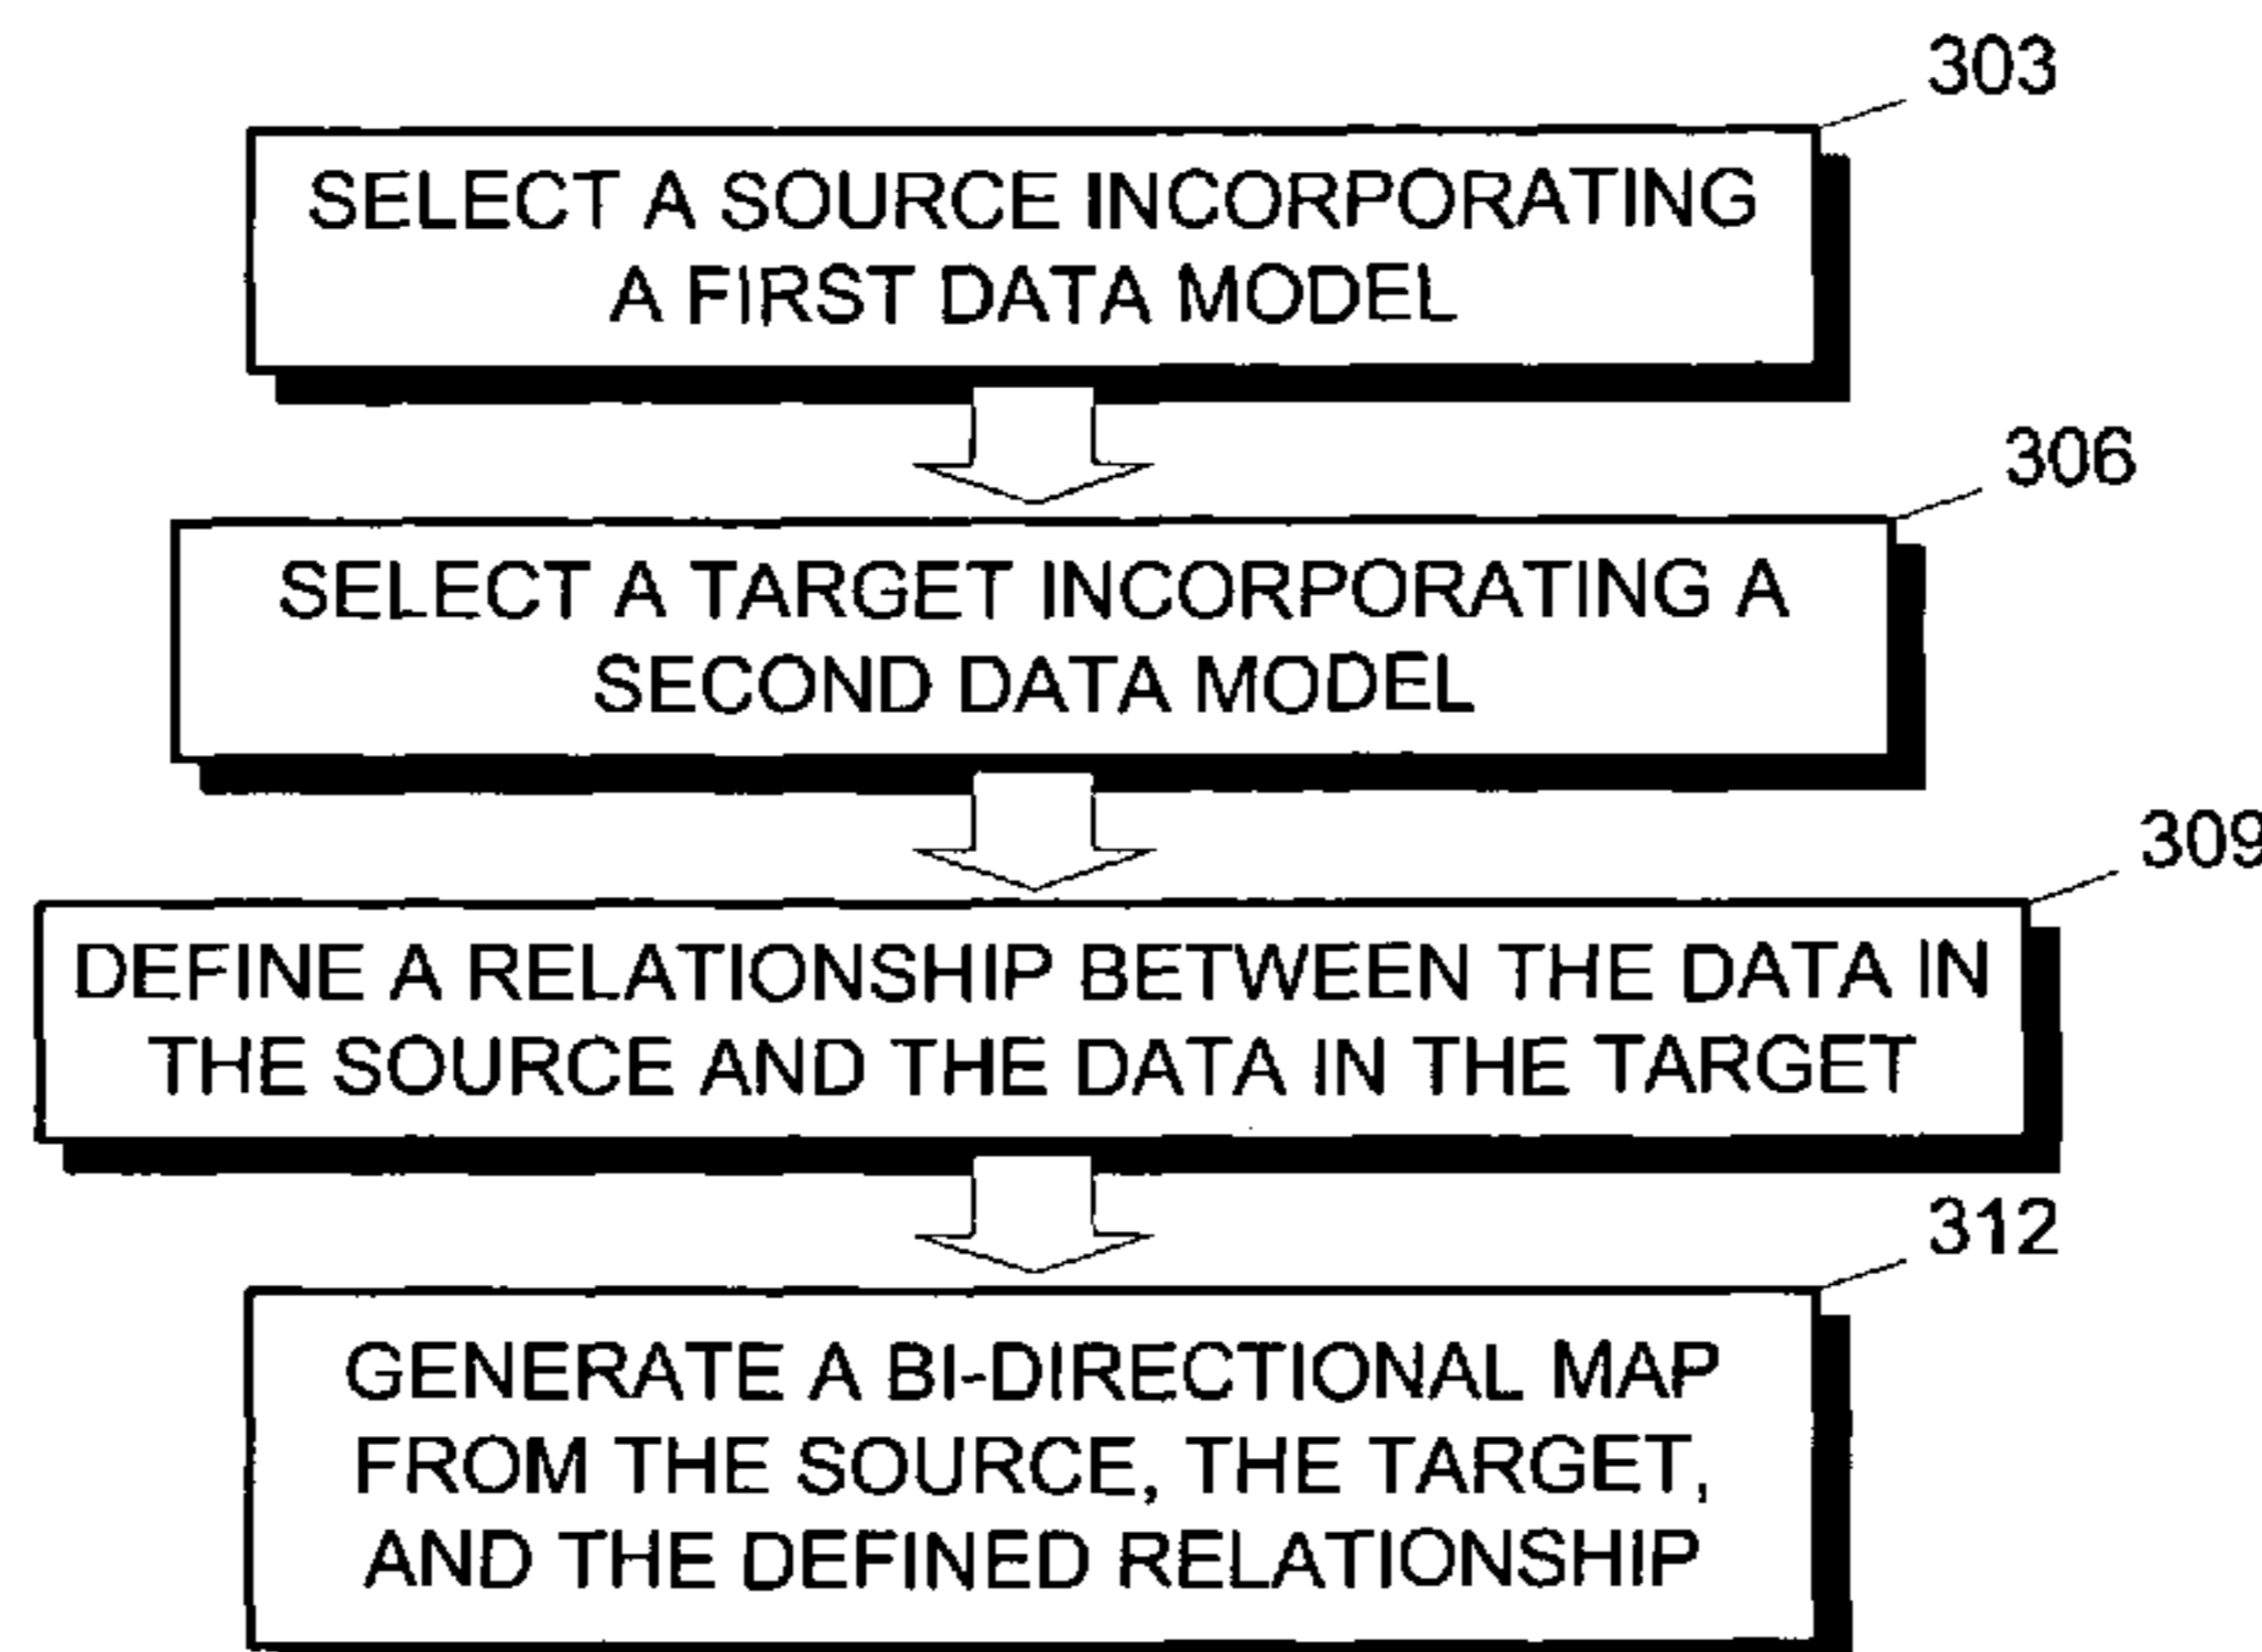 303
SELECT A SOURCE INCORPORATING
A FIRST DATA MODEL
306
SELECT A TARGET INCORPORATING A
SECOND DATA MODEL
309
DEFINE A RELATIONSHIP BETWEEN THE DATA IN
THE SOURCE AND THE DATA IN THE TARGET
312
GENERATE A BI-DIRECTIONAL MAP
FROM THE SOURCE, THE TARGET,
AND THE DEFINED RELATIONSHIP